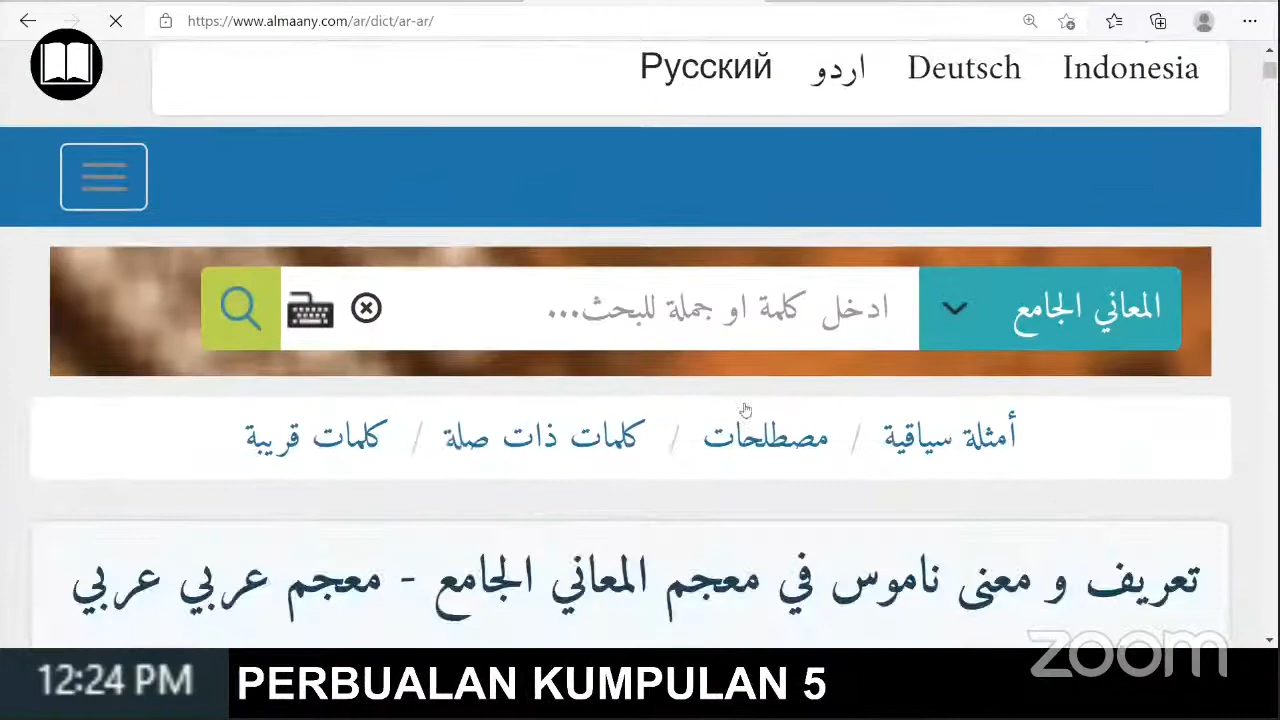 https://www.almaany.com/ar/dict/ar-ar/
Русский اردو Deutsch Indonesia
المعاني الجامع
ادخل كلمة او جملة للبحث...
أمثلة سياقية / مصطلحات / كلمات ذات صلة / كلمات قريبة
تعريف و معنى ناموس في معجم المعاني الجامع - معجم عربي عربي
zoom
12:24 PM
PERBUALAN KUMPULAN 5